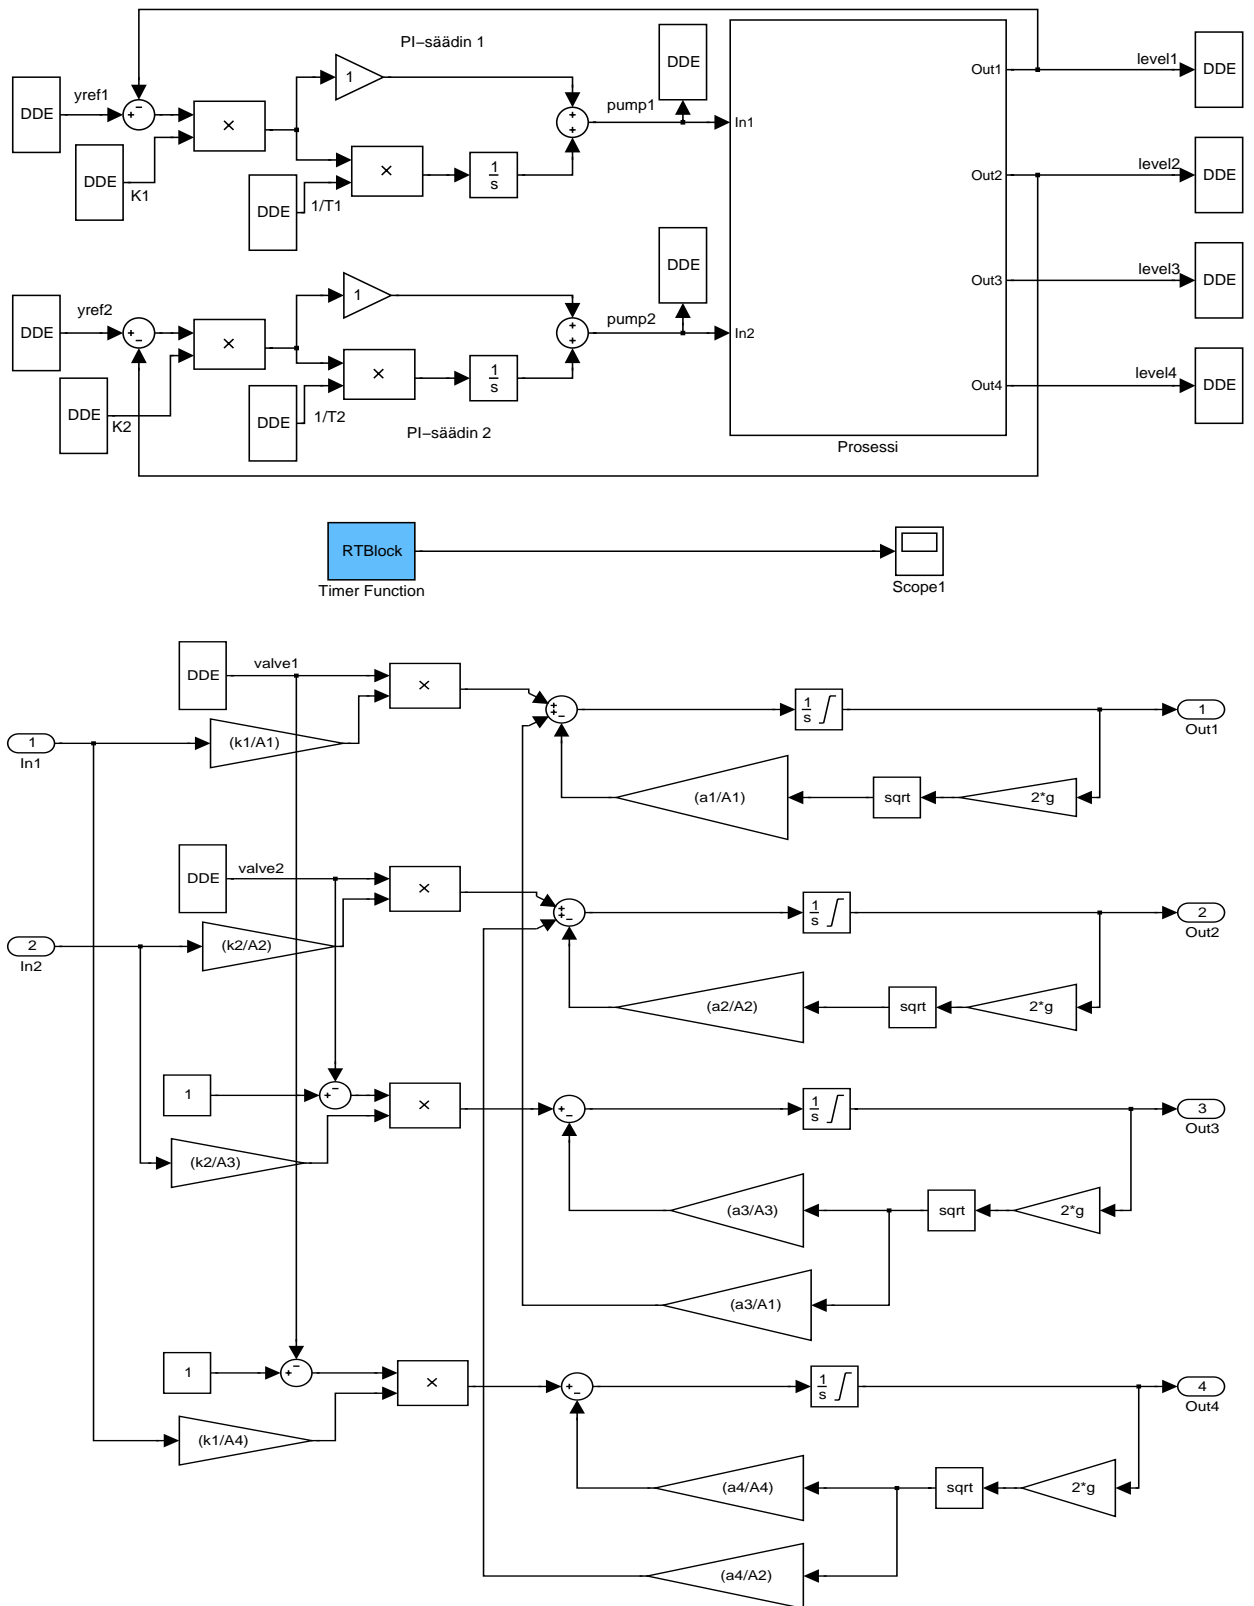 PI−säädin 1
DDE
yref1
DDE
K1
1
DDE
1/T1
1
s
pump1
DDE
In1
Out1
level1
DDE
Out2
level2
DDE
Out3
level3
DDE
Out4
level4
DDE
DDE
yref2
DDE
K2
1
DDE
1/T2
1
s
pump2
DDE
In2
PI−säädin 2
Prosessi
RTBlock
Timer Function
Scope1
DDE
valve1
1
In1
(k1/A1)
1
s
1
Out1
(a1/A1)
sqrt
2*g
DDE
valve2
2
In2
(k2/A2)
1
s
2
Out2
(a2/A2)
sqrt
2*g
1
(k2/A3)
1
s
3
Out3
(a3/A3)
sqrt
2*g
(a3/A1)
1
(k1/A4)
1
s
4
Out4
(a4/A4)
sqrt
2*g
(a4/A2)